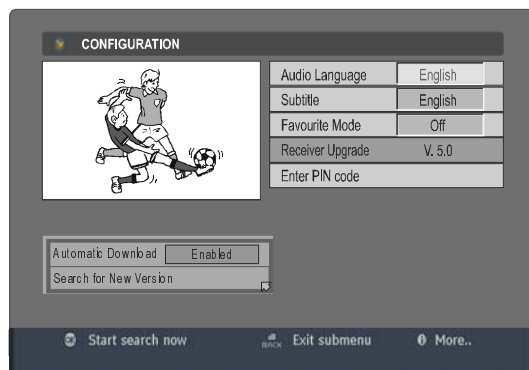 CONFIGURATION
Audio Language English
Subtitle English
Favourite Mode Off
Receiver Upgrade V. 5.0
Enter PIN code
Automatic Download Enabled
Search for New Version
OK Start search now BACK Exit submenu i More..